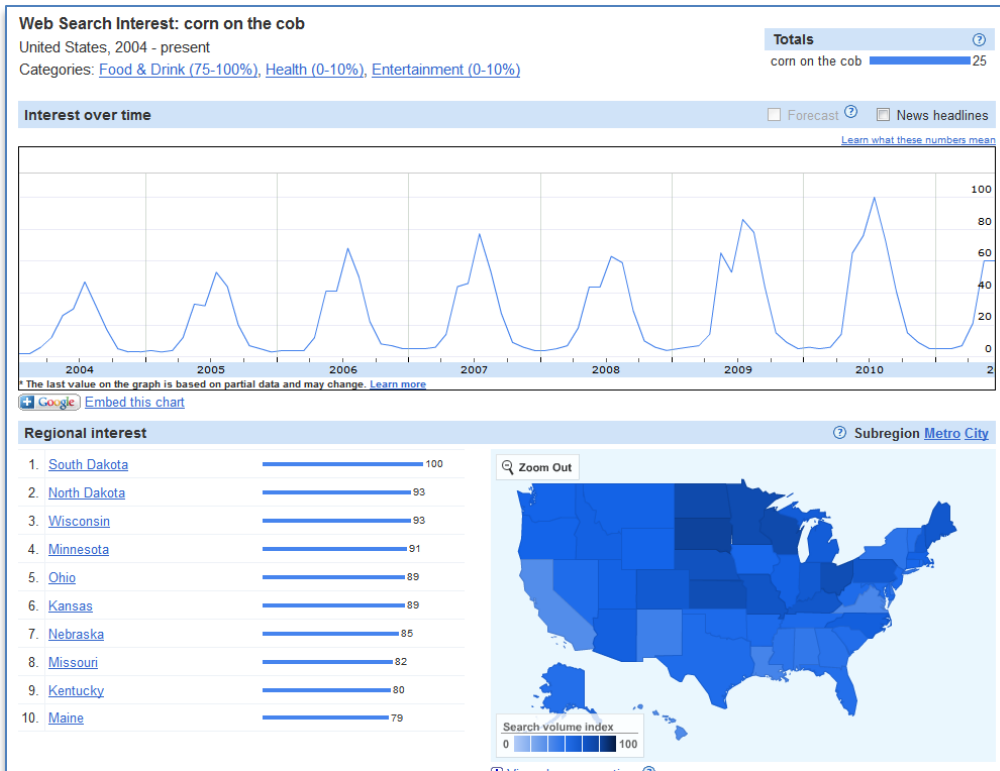 Web Search Interest: corn on the cob
United States, 2004 - present
Categories: Food & Drink (75-100%), Health (0-10%), Entertainment (0-10%)
Totals ?
corn on the cob 25
Interest over time
Forecast ? News headlines
Learn what these numbers mean
100
80
60
40
20
0
2004 2005 2006 2007 2008 2009 2010 2
* The last value on the graph is based on partial data and may change. Learn more
+ Google Embed this chart
Regional interest
? Subregion Metro City
1. South Dakota 100
2. North Dakota 93
3. Wisconsin 93
4. Minnesota 91
5. Ohio 89
6. Kansas 89
7. Nebraska 85
8. Missouri 82
9. Kentucky 80
10. Maine 79
Zoom Out
Search volume index
0 100